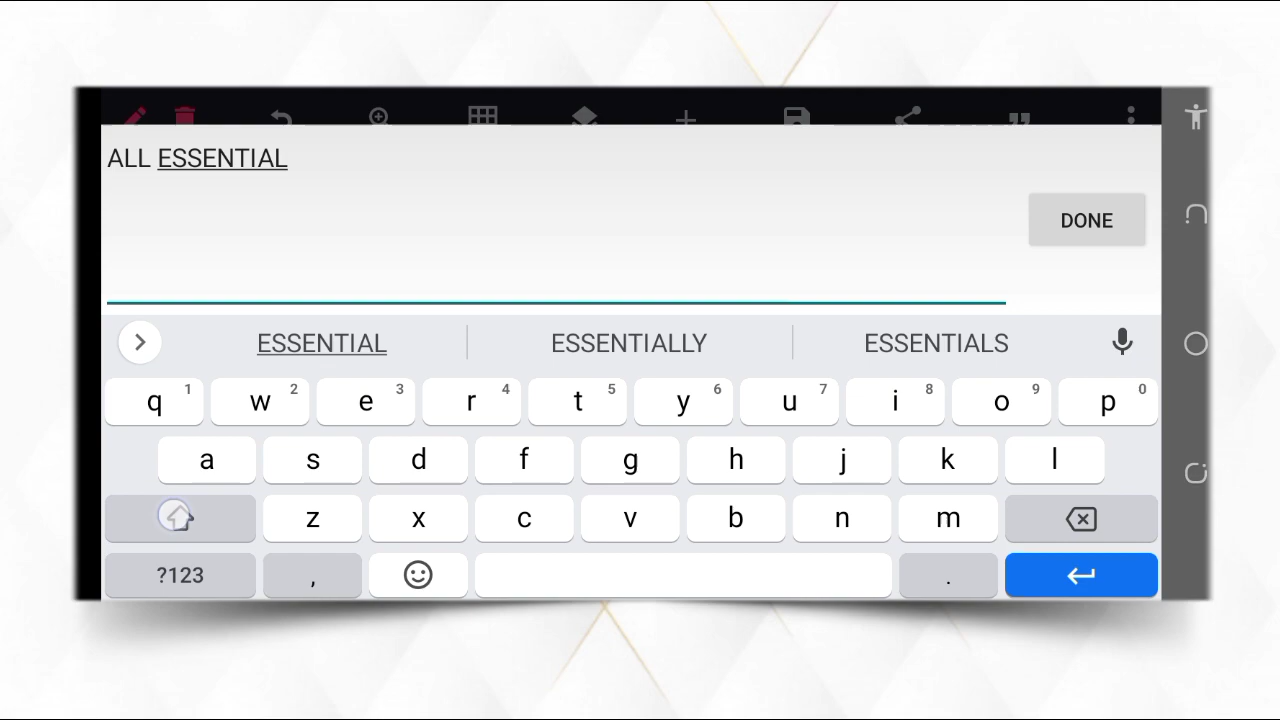 ALL ESSENTIAL
DONE
ESSENTIAL ESSENTIALLY ESSENTIALS
q 1 w 2 e 3 r 4 t 5 y 6 u 7 i 8 o 9 p 0
a s d f g h j k l
z x c v b n m
?123 , .